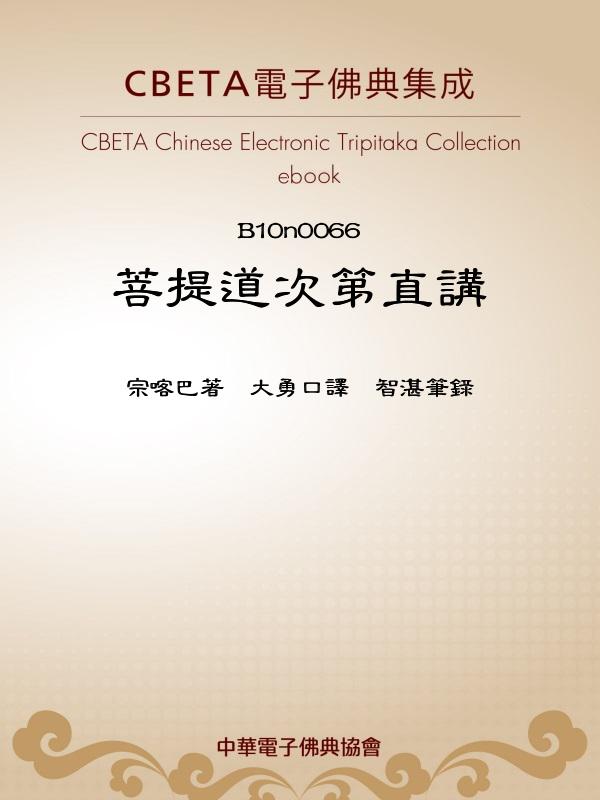 CBETA電子佛典集成
CBETA Chinese Electronic Tripitaka Collection
ebook
B10n0066
菩提道次第直講
宗喀巴著　大勇口譯　智湛筆錄
中華電子佛典協會